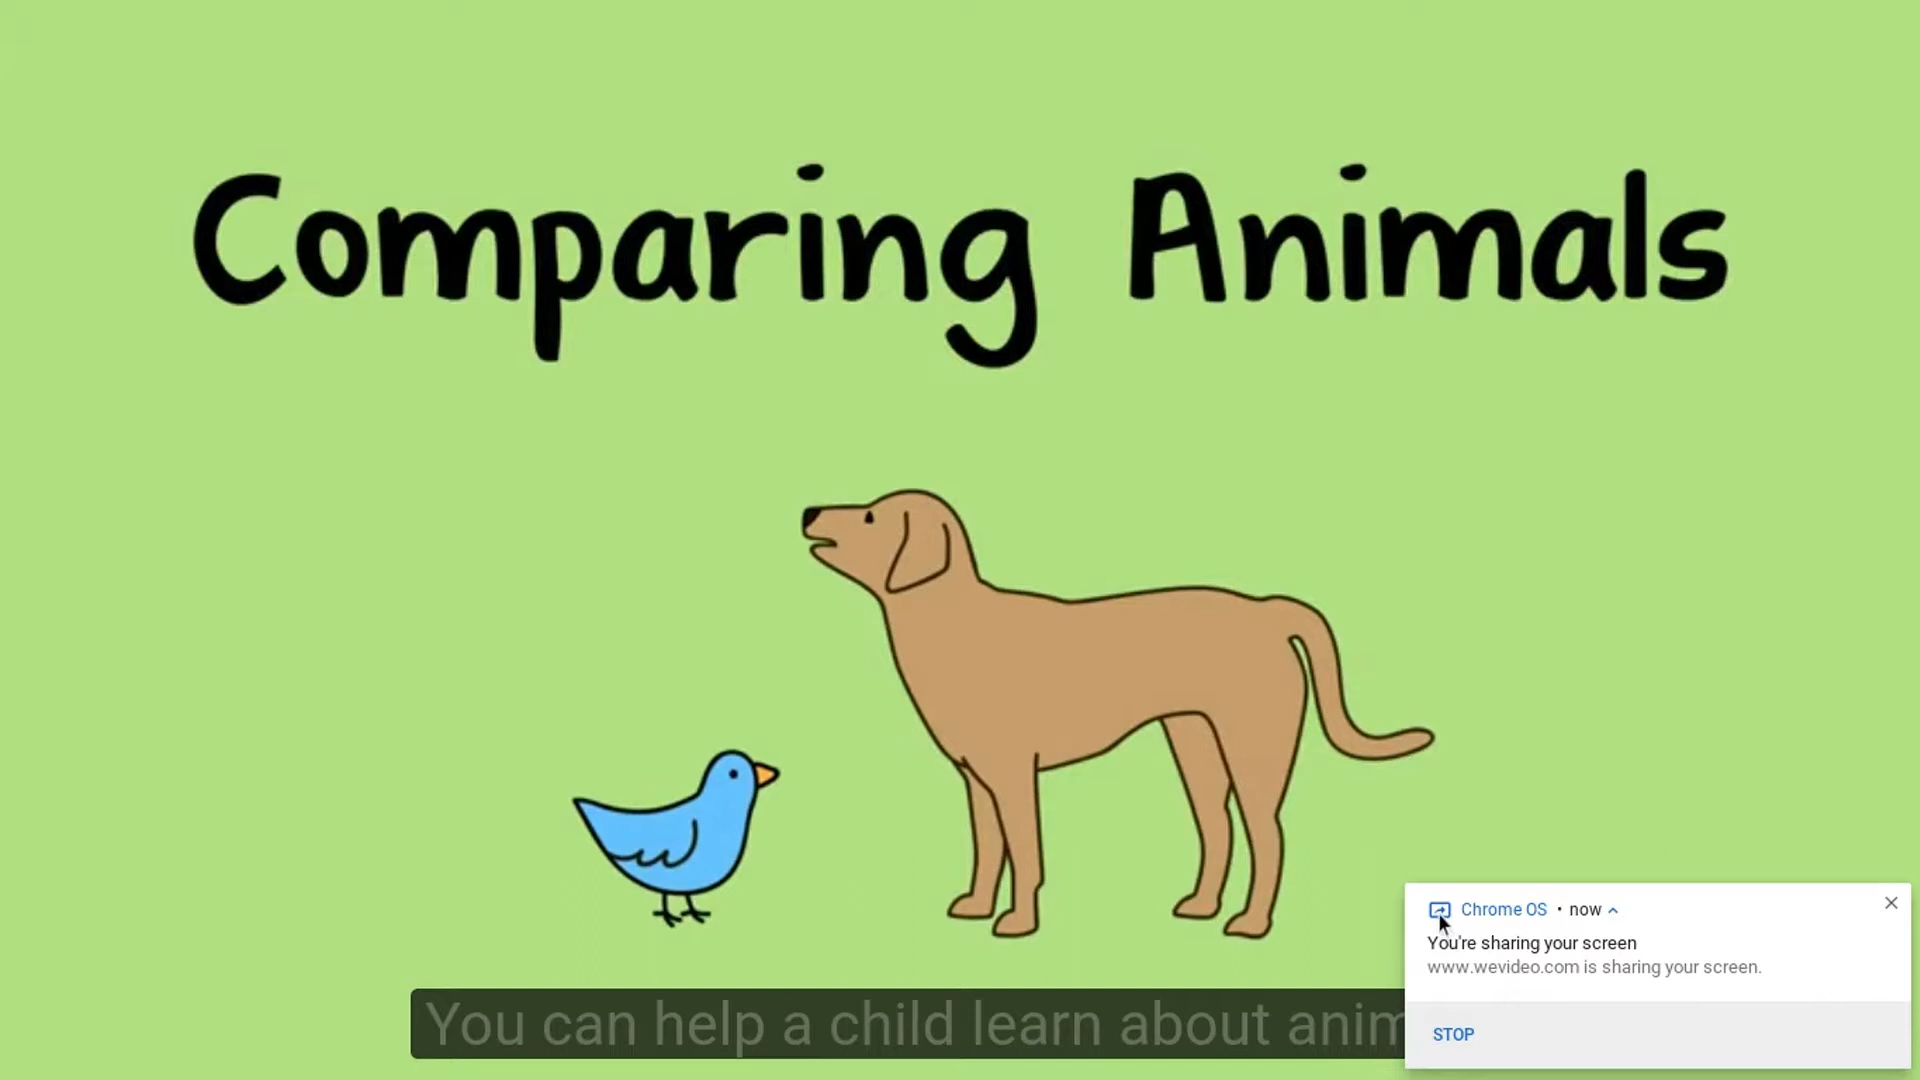 Comparing Animals
Chrome OS • now
You're sharing your screen
www.wevideo.com is sharing your screen.
STOP
You can help a child learn about